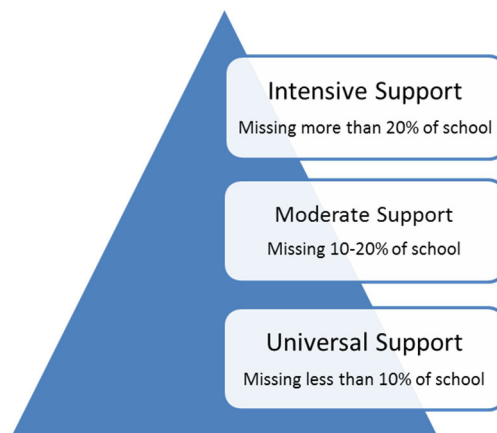 Intensive Support
Missing more than 20% of school
Moderate Support
Missing 10-20% of school
Universal Support
Missing less than 10% of school